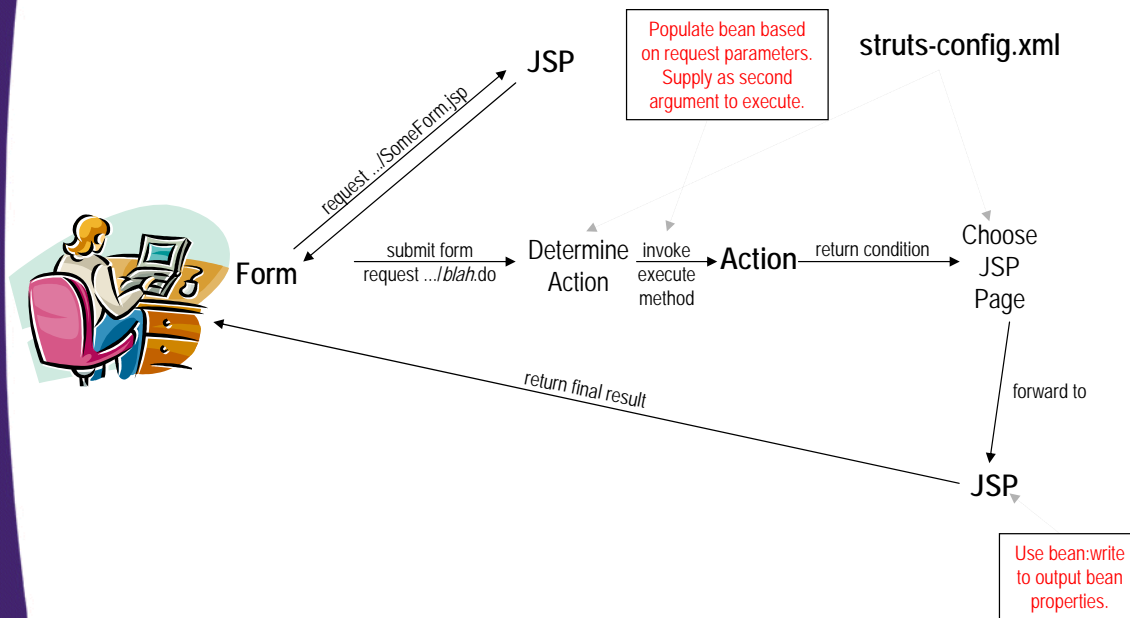 Populate bean based
on request parameters.
Supply as second
argument to execute.
struts-config.xml
JSP
request .../SomeForm.jsp
Form
submit form
request .../blah.do
Determine
Action
invoke
execute
method
Action
return condition
Choose
JSP
Page
return final result
forward to
JSP
Use bean:write
to output bean
properties.